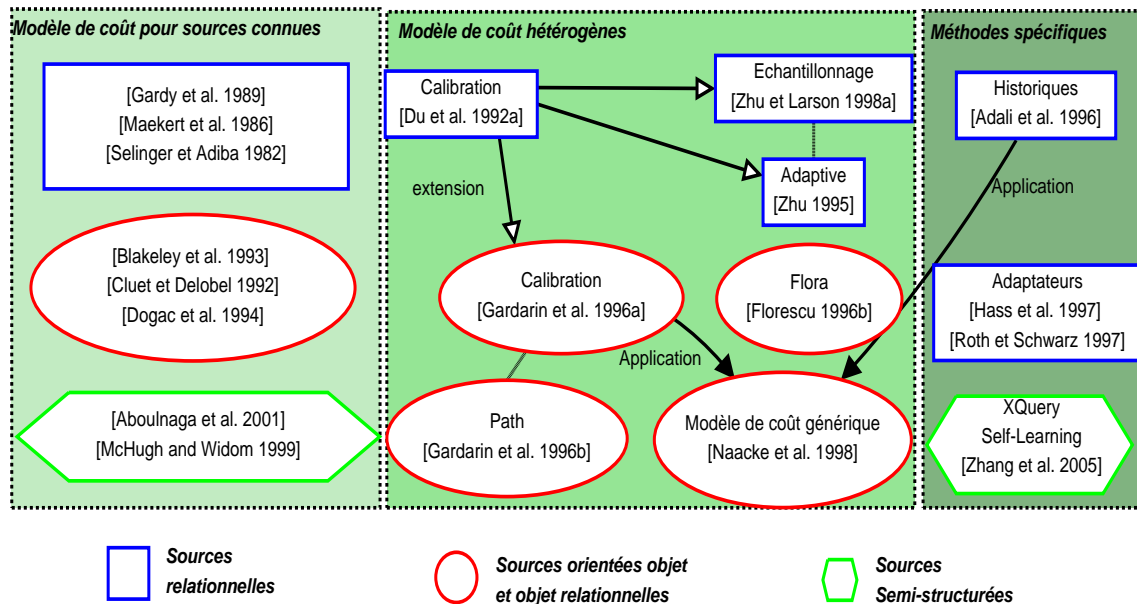 Modèle de coût pour sources connues
[Gardy et al. 1989]
[Maekert et al. 1986]
[Selinger et Adiba 1982]
[Blakeley et al. 1993]
[Cluet et Delobel 1992]
[Dogac et al. 1994]
[Aboulnaga et al. 2001]
[McHugh and Widom 1999]
Modèle de coût hétérogènes
Calibration
[Du et al. 1992a]
Echantillonnage
[Zhu et Larson 1998a]
Adaptive
[Zhu 1995]
extension
Calibration
[Gardarin et al. 1996a]
Flora
[Florescu 1996b]
Application
Path
[Gardarin et al. 1996b]
Modèle de coût générique
[Naacke et al. 1998]
Méthodes spécifiques
Historiques
[Adali et al. 1996]
Application
Adaptateurs
[Hass et al. 1997]
[Roth et Schwarz 1997]
XQuery
Self-Learning
[Zhang et al. 2005]
Sources
relationnelles
Sources orientées objet
et objet relationnelles
Sources
Semi-structurées